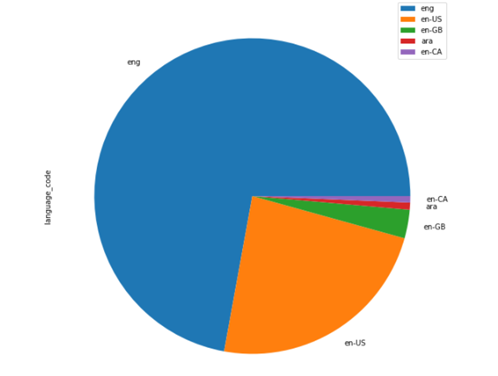 eng
en-US
en-GB
ara
en-CA
eng
language_code
en-CA
ara
en-GB
en-US